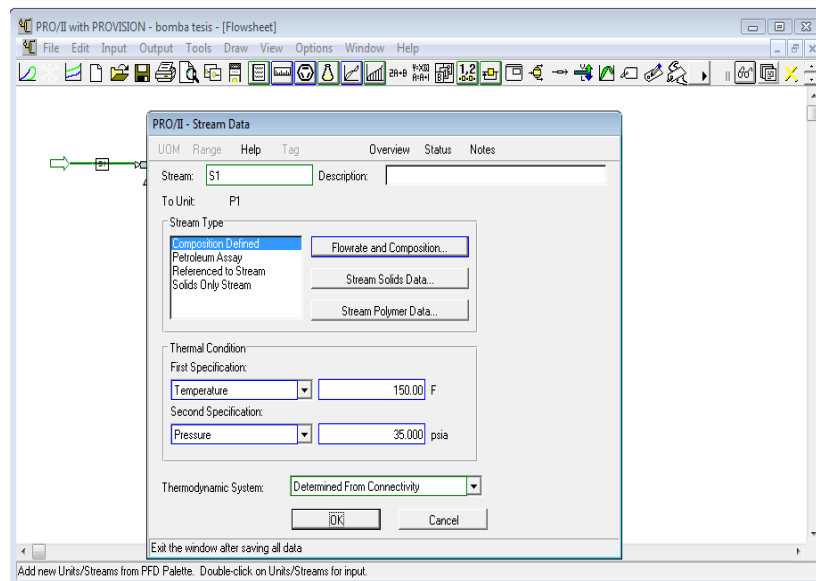 PRO/II with PROVISION - bomba tesis - [Flowsheet]
File Edit Input Output Tools Draw View Options Window Help
PRO/II - Stream Data
UOM Range Help Tag Overview Status Notes
Stream: S1 Description:
To Unit: P1
Stream Type
Composition Defined
Petroleum Assay
Referenced to Stream
Solids Only Stream
Flowrate and Composition...
Stream Solids Data...
Stream Polymer Data...
Thermal Condition
First Specification:
Temperature 150.00 F
Second Specification:
Pressure 35.000 psia
Thermodynamic System: Determined From Connectivity
OK Cancel
Exit the window after saving all data
Add new Units/Streams from PFD Palette. Double-click on Units/Streams for input.